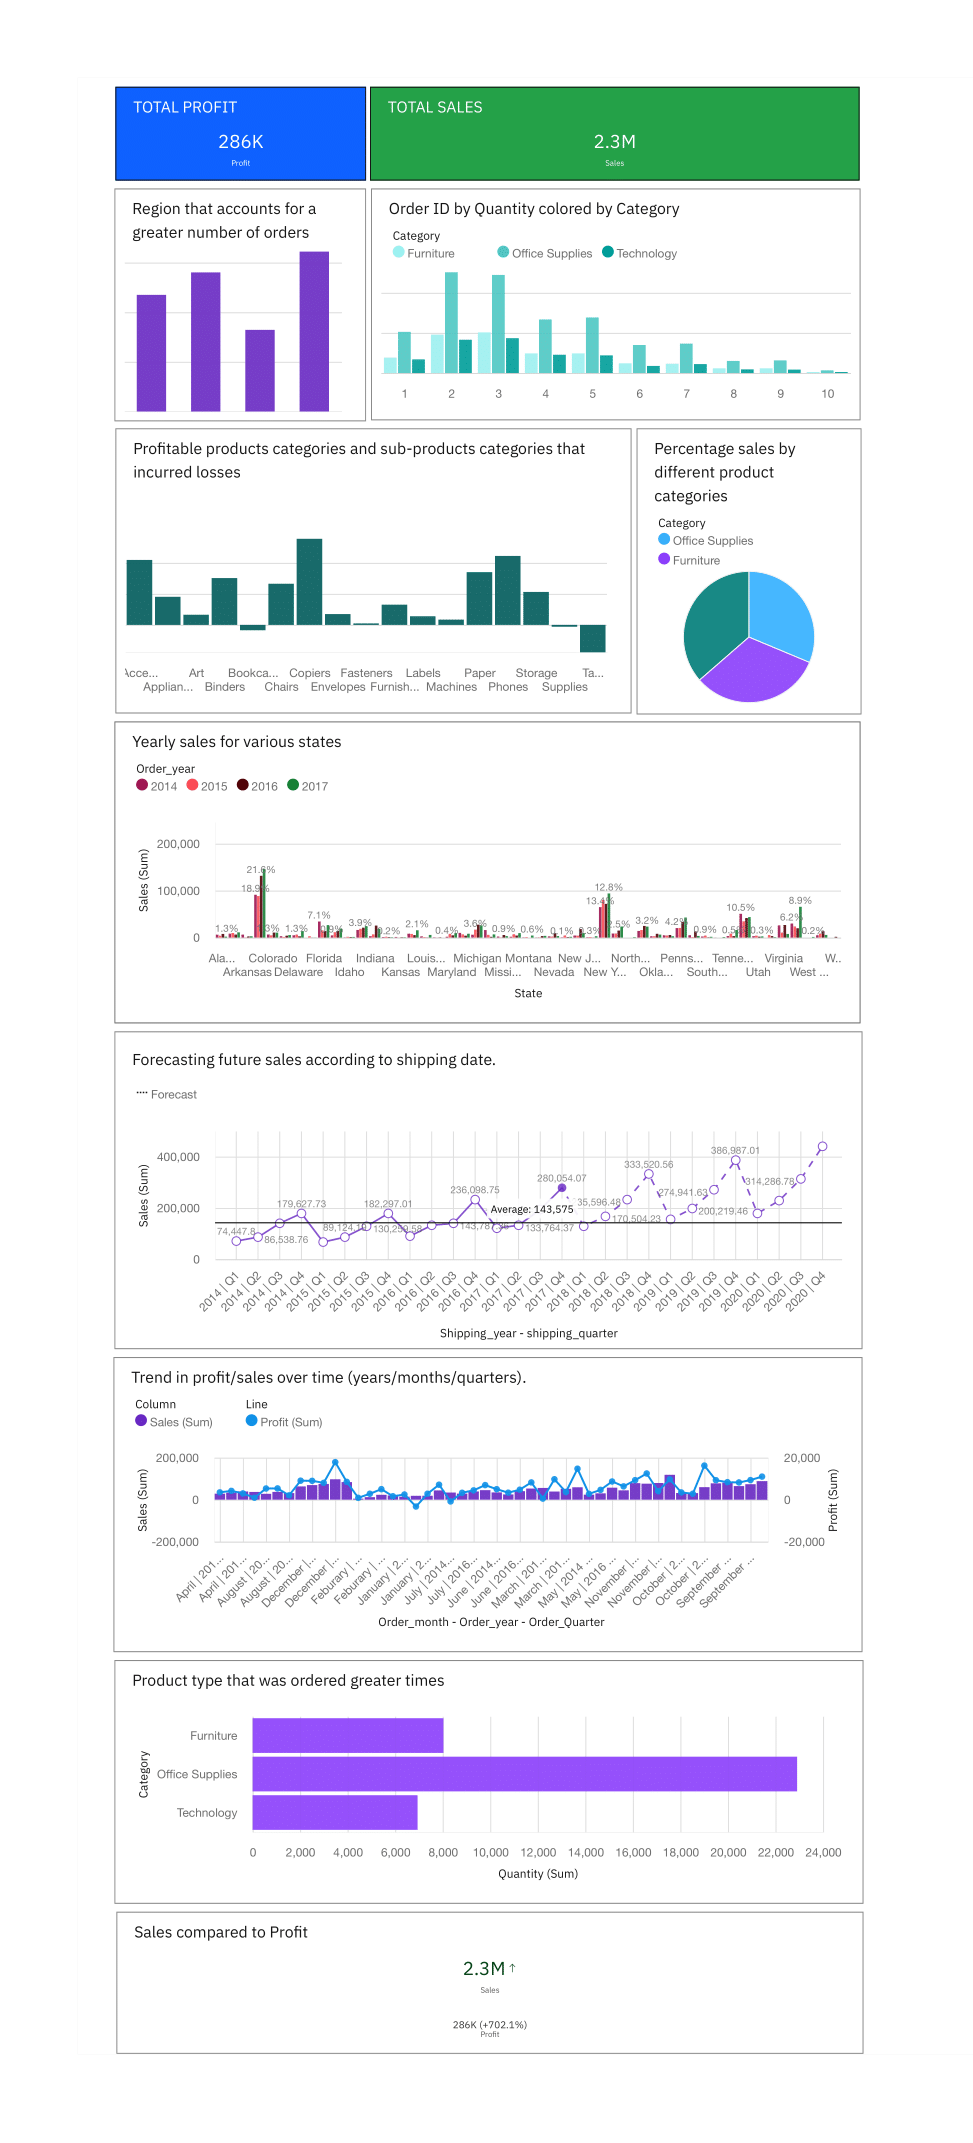 TOTAL PROFIT
286K
Profit
TOTAL SALES
2.3M
Sales
Region that accounts for a
greater number of orders
Order ID by Quantity colored by Category
Category
Furniture Office Supplies Technology
1 2 3 4 5 6 7 8 9 10
Profitable products categories and sub-products categories that
incurred losses
Acce... Art Bookca... Copiers Fasteners Labels Paper Storage Ta...
Applian... Binders Chairs Envelopes Furnish... Machines Phones Supplies
Percentage sales by
different product
categories
Category
Office Supplies
Furniture
Yearly sales for various states
Order_year
2014 2015 2016 2017
Sales (Sum)
200,000
100,000
0
21.6%
18.9%
12.8%
13.4%
7.1%
10.5%
8.9%
6.2%
1.3% 1.3% 3.9% 2.1% 3.6% 0.9% 0.6% 0.1% 3.2% 4.2% 0.9% 0.3% 0.2%
Ala... Colorado Florida Indiana Louis... Michigan Montana New J... North... Penns... Tenne... Virginia W..
Arkansas Delaware Idaho Kansas Maryland Missi... Nevada New Y... Okla... South... Utah West ...
State
Forecasting future sales according to shipping date.
Forecast
Sales (Sum)
400,000
200,000
0
74,447.8
86,538.76
179,627.73
89,124.
182,297.01
236,098.75
Average: 143,575
133,764.37
280,054.07
35,596.48
170,504.23
333,520.56
274,941.63
200,219.46
386,987.01
314,286.78
2014 | Q1 2014 | Q2 2014 | Q3 2014 | Q4 2015 | Q1 2015 | Q2 2015 | Q3 2015 | Q4 2016 | Q1 2016 | Q2 2016 | Q3 2016 | Q4 2017 | Q1 2017 | Q2 2017 | Q3 2017 | Q4 2018 | Q1 2018 | Q2 2018 | Q3 2018 | Q4 2019 | Q1 2019 | Q2 2019 | Q3 2019 | Q4 2020 | Q1 2020 | Q2 2020 | Q3 2020 | Q4
Shipping_year - shipping_quarter
Trend in profit/sales over time (years/months/quarters).
Column Line
Sales (Sum) Profit (Sum)
Sales (Sum)
200,000
0
-200,000
20,000
0
-20,000
Profit (Sum)
April | 201... April | 201... August | 20... August | 20... December |... December |... Feburary | ... Feburary | ... January | 2... January | 2... July | 2014... July | 2016... June | 2014... June | 2016... March | 201... March | 201... May | 2014 ... May | 2016 ... November |... November |... October | 2... October | 2... September ... September ...
Order_month - Order_year - Order_Quarter
Product type that was ordered greater times
Category
Furniture
Office Supplies
Technology
0 2,000 4,000 6,000 8,000 10,000 12,000 14,000 16,000 18,000 20,000 22,000 24,000
Quantity (Sum)
Sales compared to Profit
2.3M ↑
Sales
286K (+702.1%)
Profit